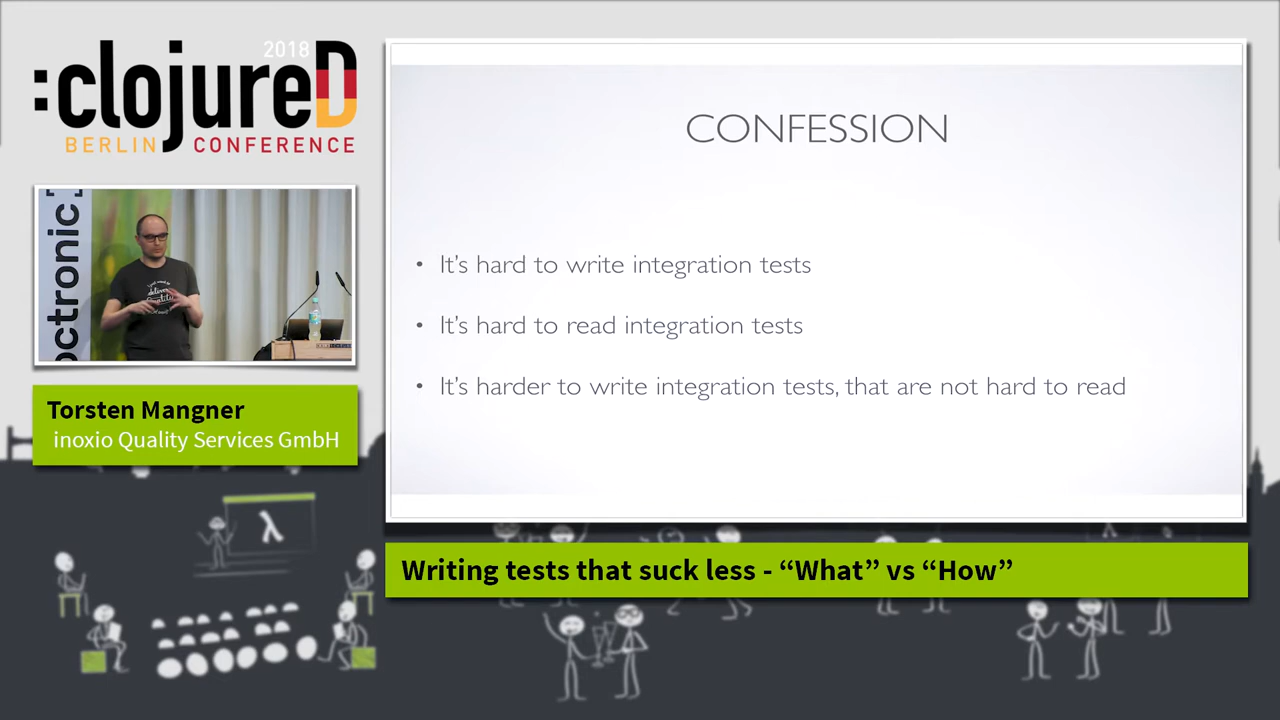 2018
:clojureD
BERLIN CONFERENCE
CONFESSION
• It's hard to write integration tests
• It's hard to read integration tests
• It's harder to write integration tests, that are not hard to read
ctronic
deliver
Torsten Mangner
inoxio Quality Services GmbH
λ
Writing tests that suck less - “What” vs “How”